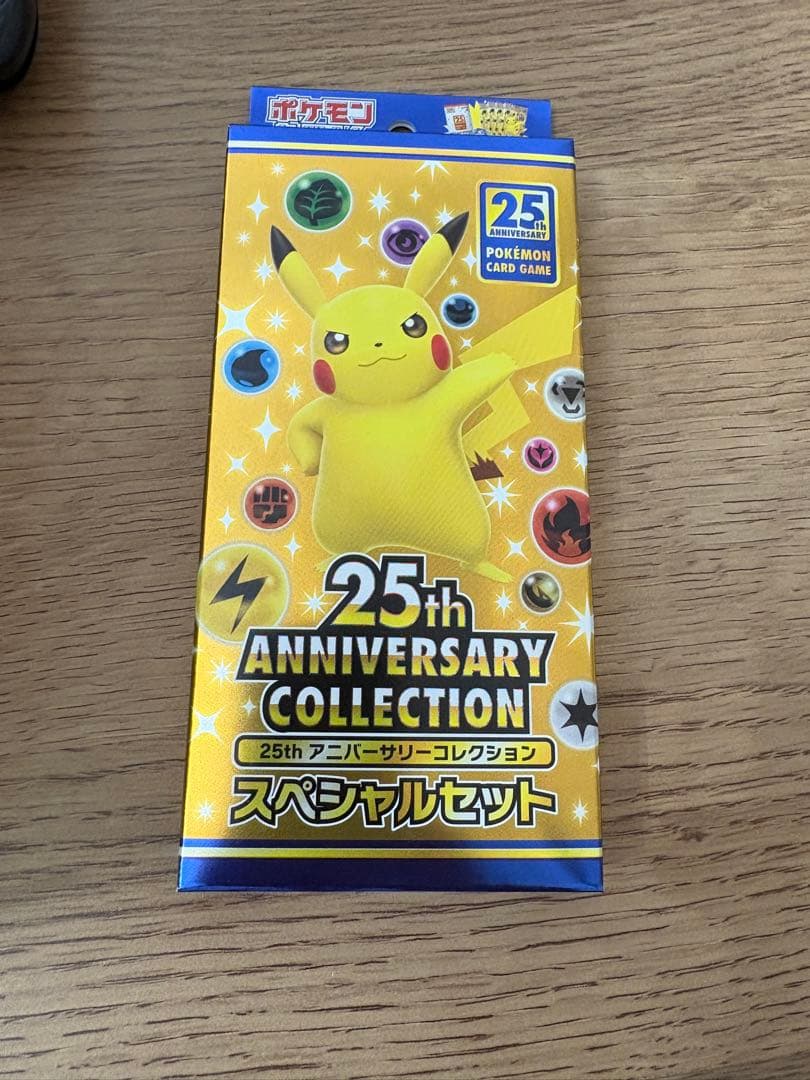 ポケモン
25th
ANNIVERSARY
POKÉMON
CARD GAME
25th
ANNIVERSARY
COLLECTION
25th アニバーサリーコレクション
スペシャルセット